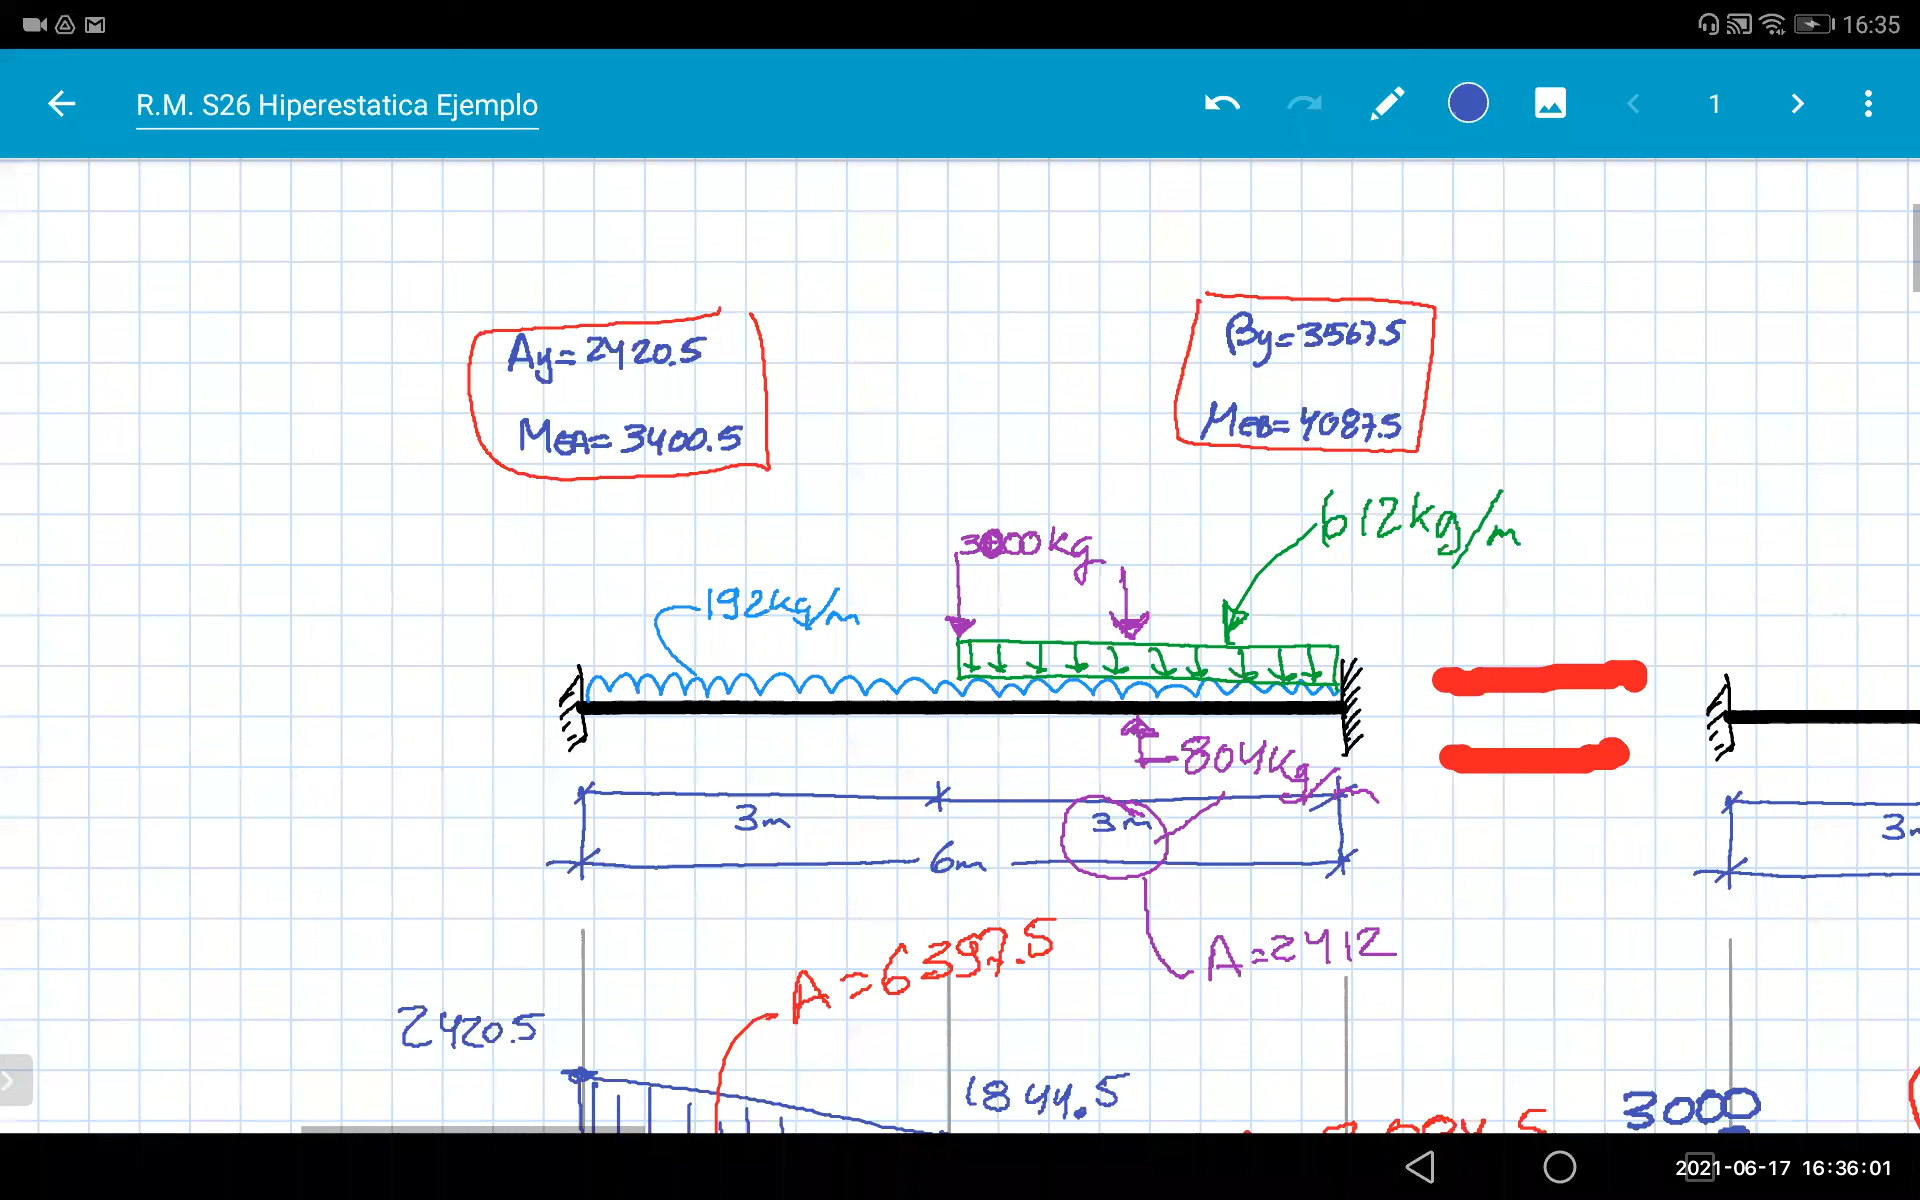 16:35
R.M. S26 Hiperestatica Ejemplo
1
Ay=2420.5
MEA=3400.5
By=3567.5
MEB=4087.5
612kg/m
3000kg
192kg/m
804kg/m
3m
3m
6m
A=2412
A=6397.5
2420.5
1844.5
3000
2021-06-17 16:36:01